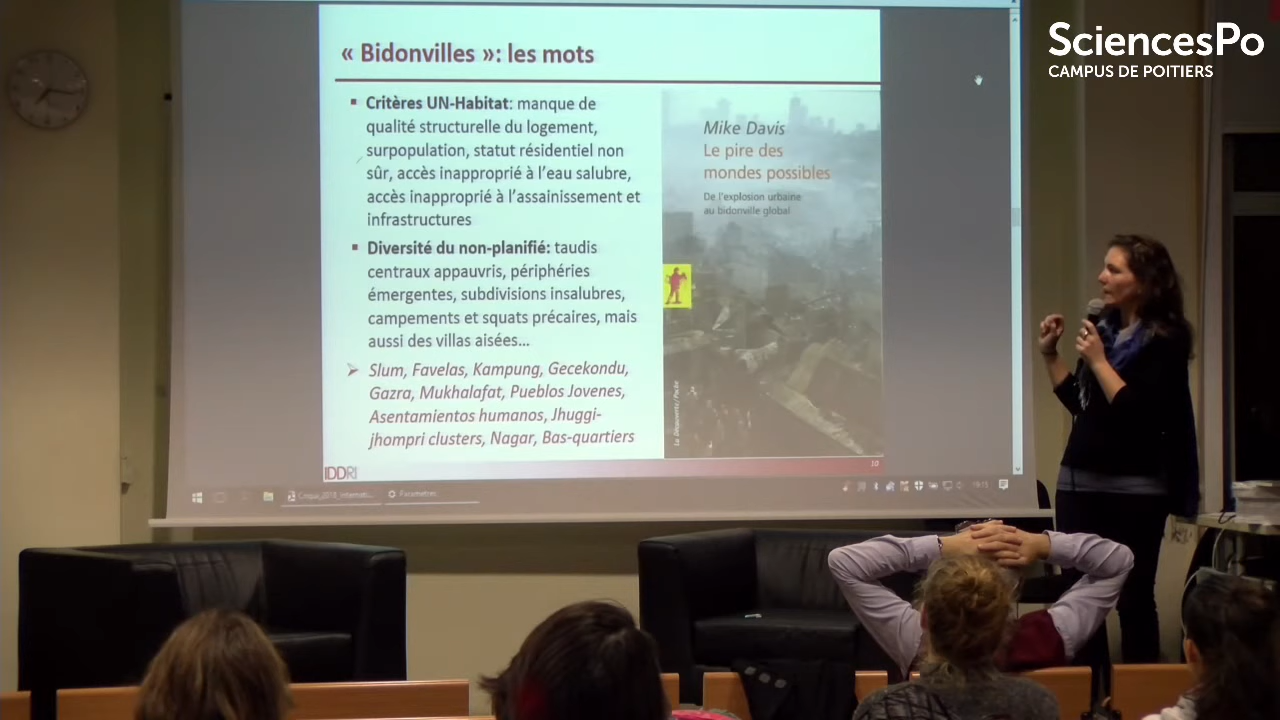 SciencesPo
CAMPUS DE POITIERS
« Bidonvilles »: les mots
▪ Critères UN-Habitat: manque de
qualité structurelle du logement,
surpopulation, statut résidentiel non
sûr, accès inapproprié à l'eau salubre,
accès inapproprié à l'assainissement et
infrastructures
▪ Diversité du non-planifié: taudis
centraux appauvris, périphéries
émergentes, subdivisions insalubres,
campements et squats précaires, mais
aussi des villas aisées…
➢ Slum, Favelas, Kampung, Gecekondu,
Gazra, Mukhalafat, Pueblos Jovenes,
Asentamientos humanos, Jhuggi-
jhompri clusters, Nagar, Bas-quartiers
Mike Davis
Le pire des
mondes possibles
De l'explosion urbaine
au bidonville global
La Découverte/Poche
IDDRI
10
Paramètres